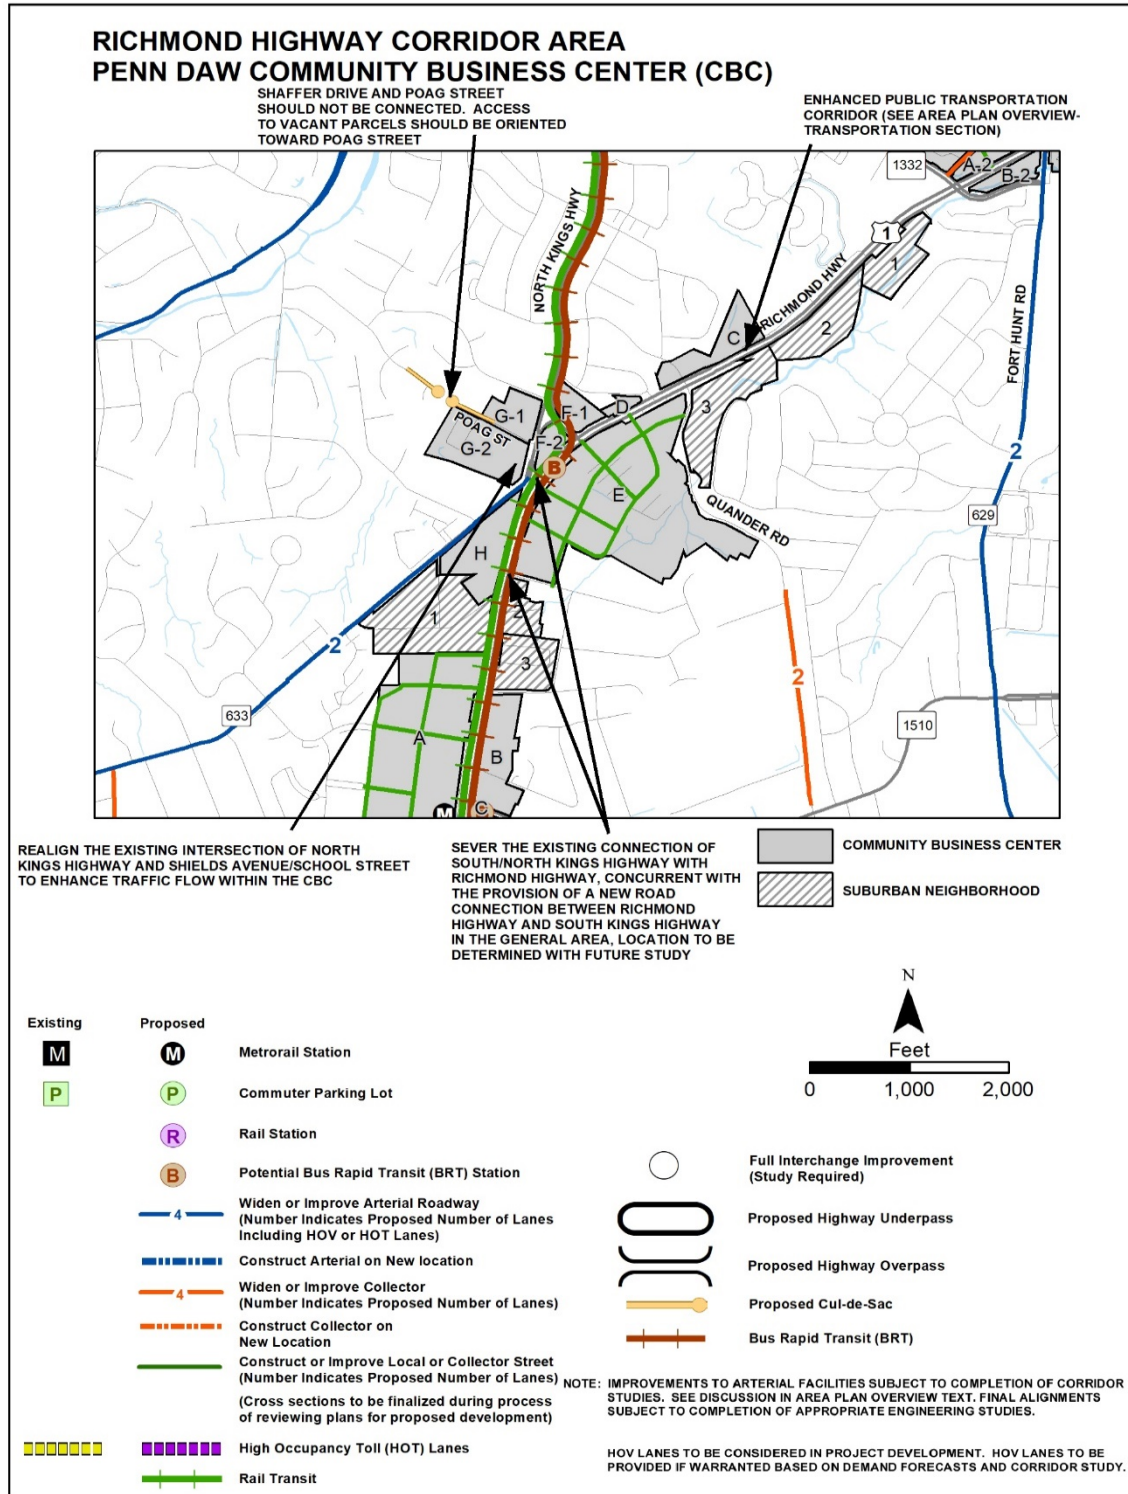 RICHMOND HIGHWAY CORRIDOR AREA
PENN DAW COMMUNITY BUSINESS CENTER (CBC)
SHAFFER DRIVE AND POAG STREET
SHOULD NOT BE CONNECTED. ACCESS
TO VACANT PARCELS SHOULD BE ORIENTED
TOWARD POAG STREET
ENHANCED PUBLIC TRANSPORTATION
CORRIDOR (SEE AREA PLAN OVERVIEW-
TRANSPORTATION SECTION)
1332
A-2
B-2
NORTH KINGS HWY
1
RICHMOND HWY
1
2
FORT HUNT RD
C
3
D
G-1
F-1
POAG ST
G-2
F-2
B
E
2
QUANDER RD
629
H
1
2
2
3
2
633
A
B
1510
M
C
REALIGN THE EXISTING INTERSECTION OF NORTH
KINGS HIGHWAY AND SHIELDS AVENUE/SCHOOL STREET
TO ENHANCE TRAFFIC FLOW WITHIN THE CBC
SEVER THE EXISTING CONNECTION OF
SOUTH/NORTH KINGS HIGHWAY WITH
RICHMOND HIGHWAY, CONCURRENT WITH
THE PROVISION OF A NEW ROAD
CONNECTION BETWEEN RICHMOND
HIGHWAY AND SOUTH KINGS HIGHWAY
IN THE GENERAL AREA, LOCATION TO BE
DETERMINED WITH FUTURE STUDY
COMMUNITY BUSINESS CENTER
SUBURBAN NEIGHBORHOOD
N
Feet
0 1,000 2,000
Existing Proposed
M M Metrorail Station
P P Commuter Parking Lot
R Rail Station
B Potential Bus Rapid Transit (BRT) Station
4 Widen or Improve Arterial Roadway
(Number Indicates Proposed Number of Lanes
Including HOV or HOT Lanes)
Construct Arterial on New location
4 Widen or Improve Collector
(Number Indicates Proposed Number of Lanes)
Construct Collector on
New Location
Construct or Improve Local or Collector Street
(Number Indicates Proposed Number of Lanes)
(Cross sections to be finalized during process
of reviewing plans for proposed development)
High Occupancy Toll (HOT) Lanes
Rail Transit
Full Interchange Improvement
(Study Required)
Proposed Highway Underpass
Proposed Highway Overpass
Proposed Cul-de-Sac
Bus Rapid Transit (BRT)
NOTE: IMPROVEMENTS TO ARTERIAL FACILITIES SUBJECT TO COMPLETION OF CORRIDOR
STUDIES. SEE DISCUSSION IN AREA PLAN OVERVIEW TEXT. FINAL ALIGNMENTS
SUBJECT TO COMPLETION OF APPROPRIATE ENGINEERING STUDIES.
HOV LANES TO BE CONSIDERED IN PROJECT DEVELOPMENT. HOV LANES TO BE
PROVIDED IF WARRANTED BASED ON DEMAND FORECASTS AND CORRIDOR STUDY.